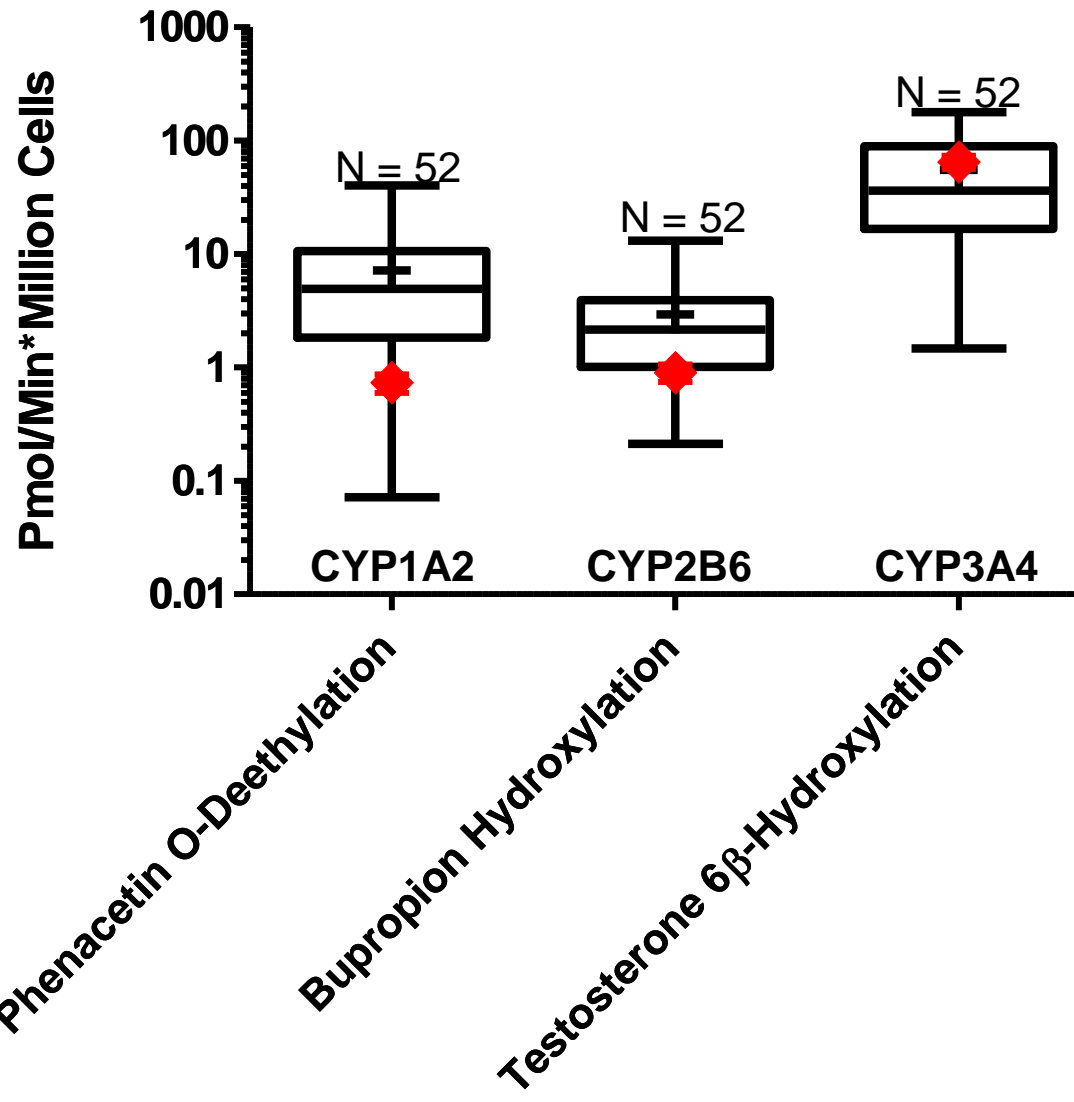 Pmol/Min*Million Cells
1000
100
10
1
0.1
0.01
N = 52
N = 52
N = 52
CYP1A2
CYP2B6
CYP3A4
Phenacetin O-Deethylation
Bupropion Hydroxylation
Testosterone 6β-Hydroxylation